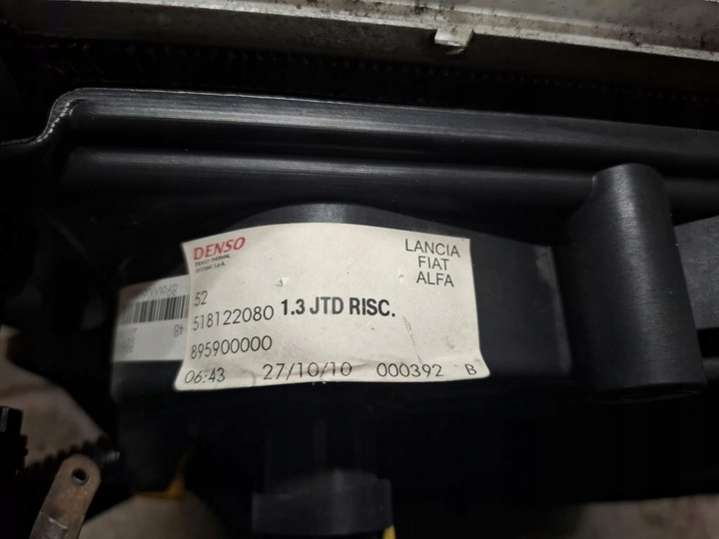 DENSO
LANCIA
FIAT
ALFA
52
518122080 1.3 JTD RISC.
895900000
06:43 27/10/10 000392 B